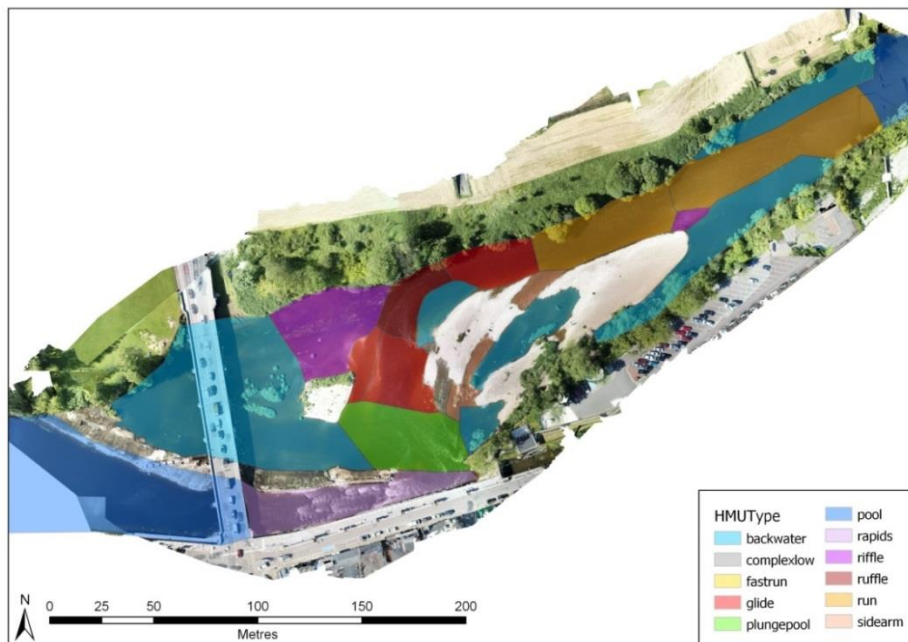 N
0 25 50 100 150 200
Metres
HMUType
backwater
complexlow
fastrun
glide
plungepool
pool
rapids
riffle
ruffle
run
sidearm